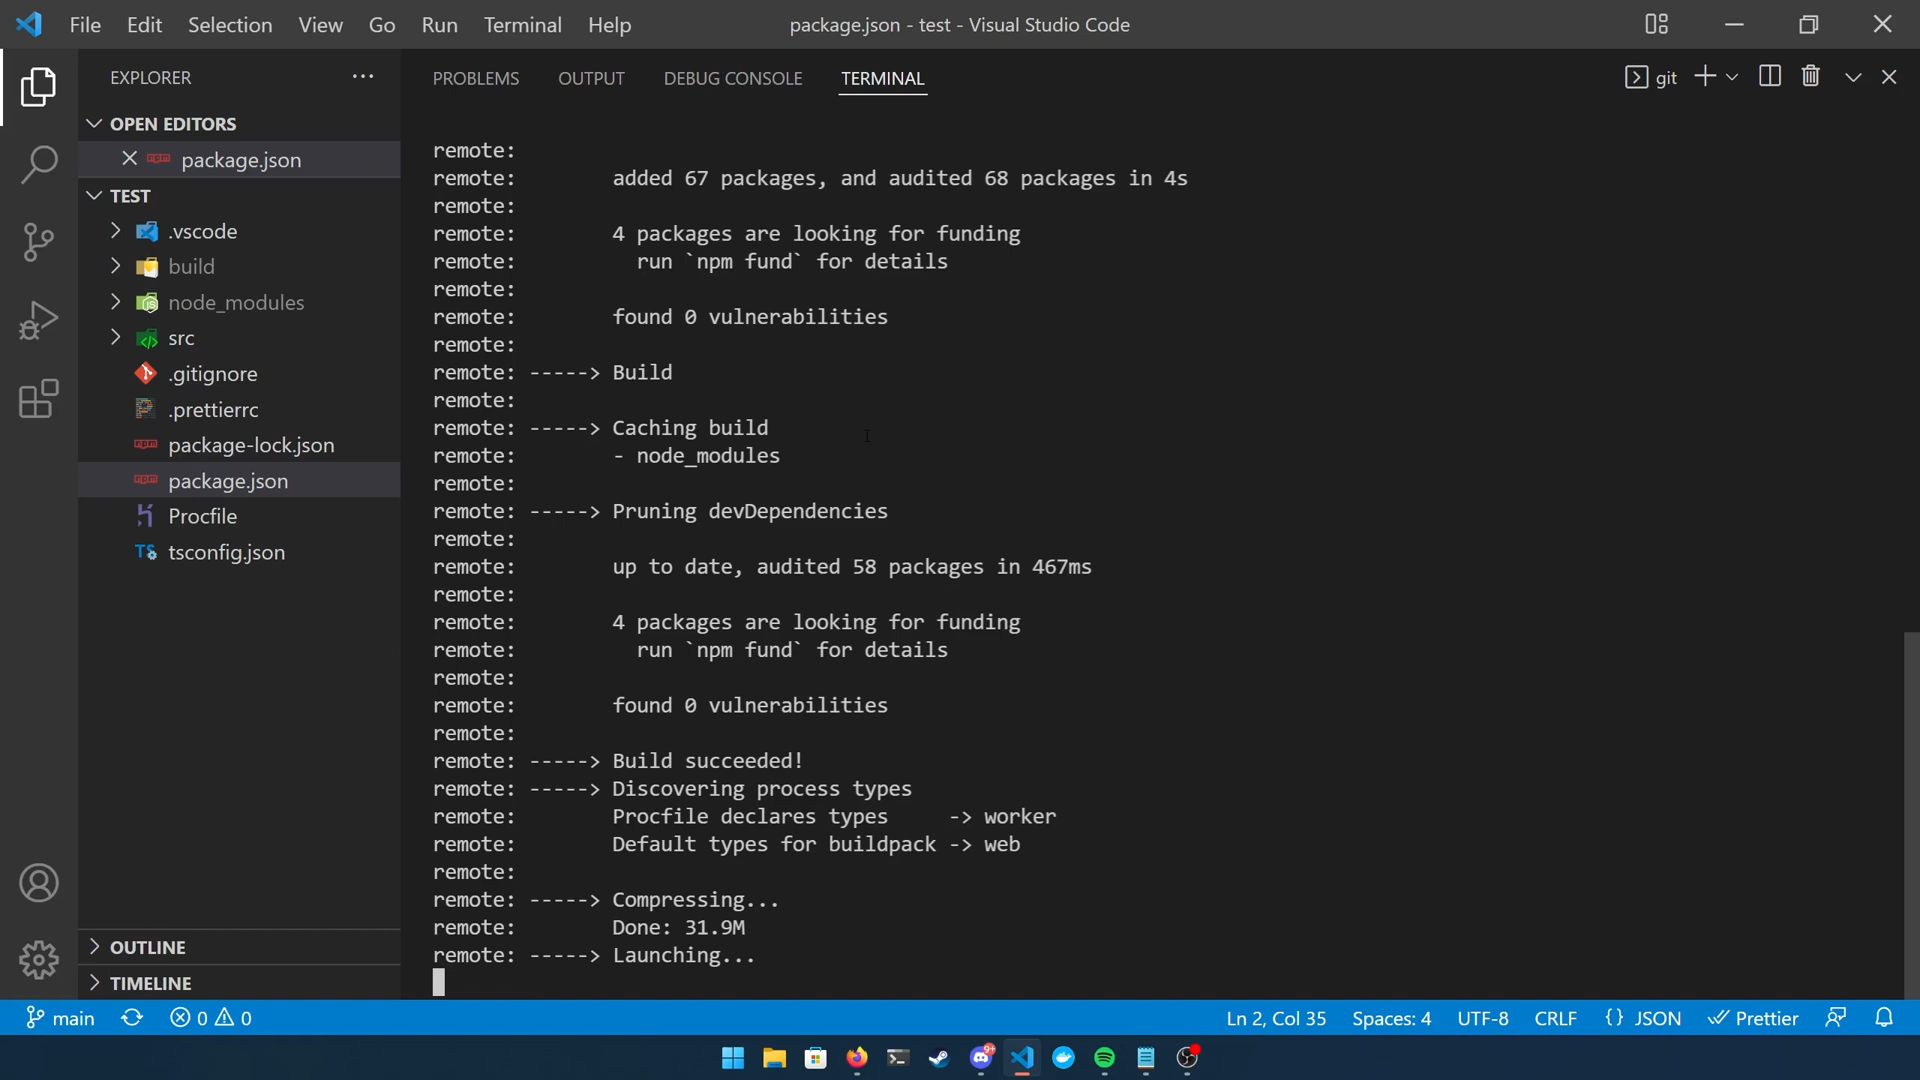 File Edit Selection View Go Run Terminal Help package.json - test - Visual Studio Code
EXPLORER
OPEN EDITORS
package.json
TEST
.vscode
build
node_modules
src
.gitignore
.prettierrc
package-lock.json
package.json
Procfile
tsconfig.json
OUTLINE
TIMELINE
PROBLEMS OUTPUT DEBUG CONSOLE TERMINAL git
remote:
remote:        added 67 packages, and audited 68 packages in 4s
remote:
remote:        4 packages are looking for funding
remote:          run `npm fund` for details
remote:
remote:        found 0 vulnerabilities
remote:
remote: -----> Build
remote:
remote: -----> Caching build
remote:        - node_modules
remote:
remote: -----> Pruning devDependencies
remote:
remote:        up to date, audited 58 packages in 467ms
remote:
remote:        4 packages are looking for funding
remote:          run `npm fund` for details
remote:
remote:        found 0 vulnerabilities
remote:
remote: -----> Build succeeded!
remote: -----> Discovering process types
remote:        Procfile declares types     -> worker
remote:        Default types for buildpack -> web
remote:
remote: -----> Compressing...
remote:        Done: 31.9M
remote: -----> Launching...
main 0 0 Ln 2, Col 35 Spaces: 4 UTF-8 CRLF {} JSON Prettier
9+